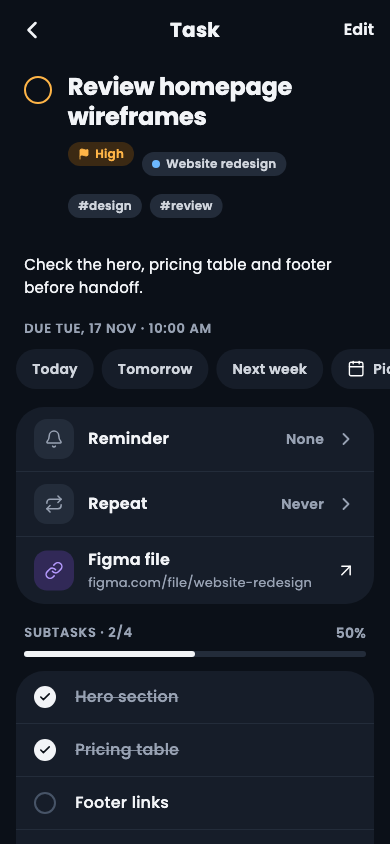 Task
Edit
Review homepage
wireframes
High
Website redesign
#design
#review
Check the hero, pricing table and footer
before handoff.
DUE TUE, 17 NOV · 10:00 AM
Today
Tomorrow
Next week
Pic
Reminder
None
Repeat
Never
Figma file
figma.com/file/website-redesign
SUBTASKS · 2/4
50%
Hero section
Pricing table
Footer links